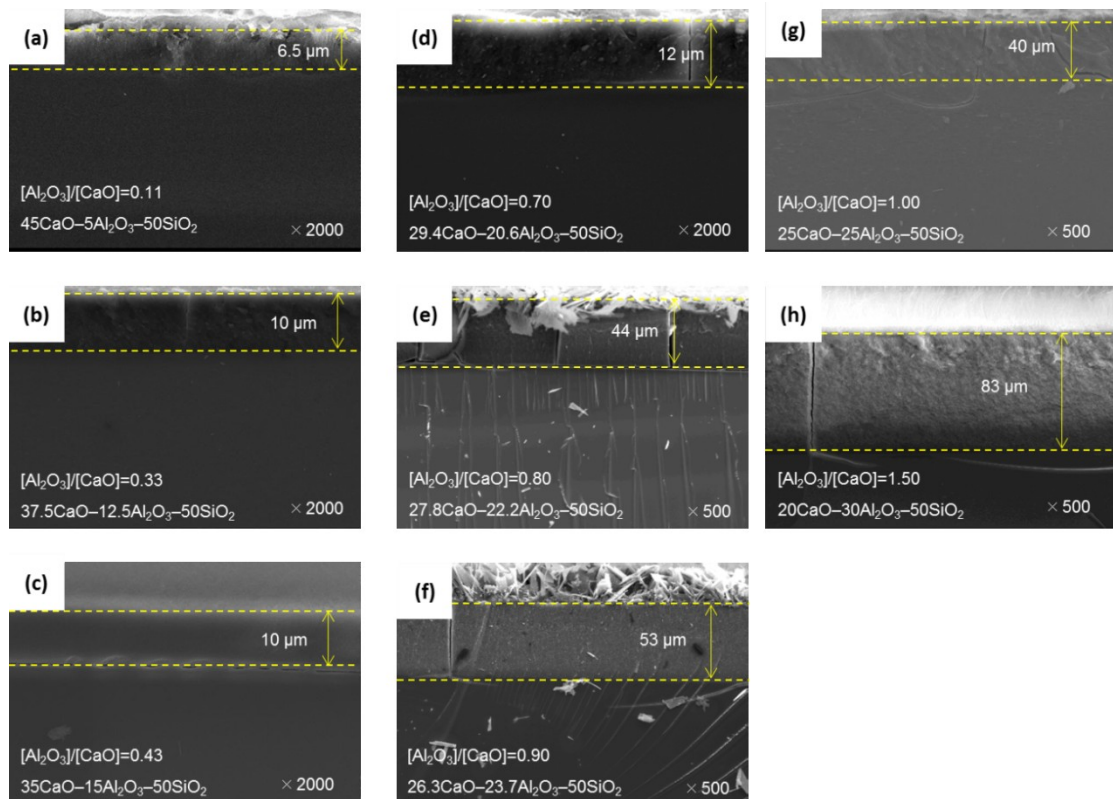 (a)
6.5 µm
[Al₂O₃]/[CaO]=0.11
45CaO–5Al₂O₃–50SiO₂
× 2000
(b)
10 µm
[Al₂O₃]/[CaO]=0.33
37.5CaO–12.5Al₂O₃–50SiO₂
× 2000
(c)
10 µm
[Al₂O₃]/[CaO]=0.43
35CaO–15Al₂O₃–50SiO₂
× 2000
(d)
12 µm
[Al₂O₃]/[CaO]=0.70
29.4CaO–20.6Al₂O₃–50SiO₂
× 2000
(e)
44 µm
[Al₂O₃]/[CaO]=0.80
27.8CaO–22.2Al₂O₃–50SiO₂
× 500
(f)
53 µm
[Al₂O₃]/[CaO]=0.90
26.3CaO–23.7Al₂O₃–50SiO₂
× 500
(g)
40 µm
[Al₂O₃]/[CaO]=1.00
25CaO–25Al₂O₃–50SiO₂
× 500
(h)
83 µm
[Al₂O₃]/[CaO]=1.50
20CaO–30Al₂O₃–50SiO₂
× 500